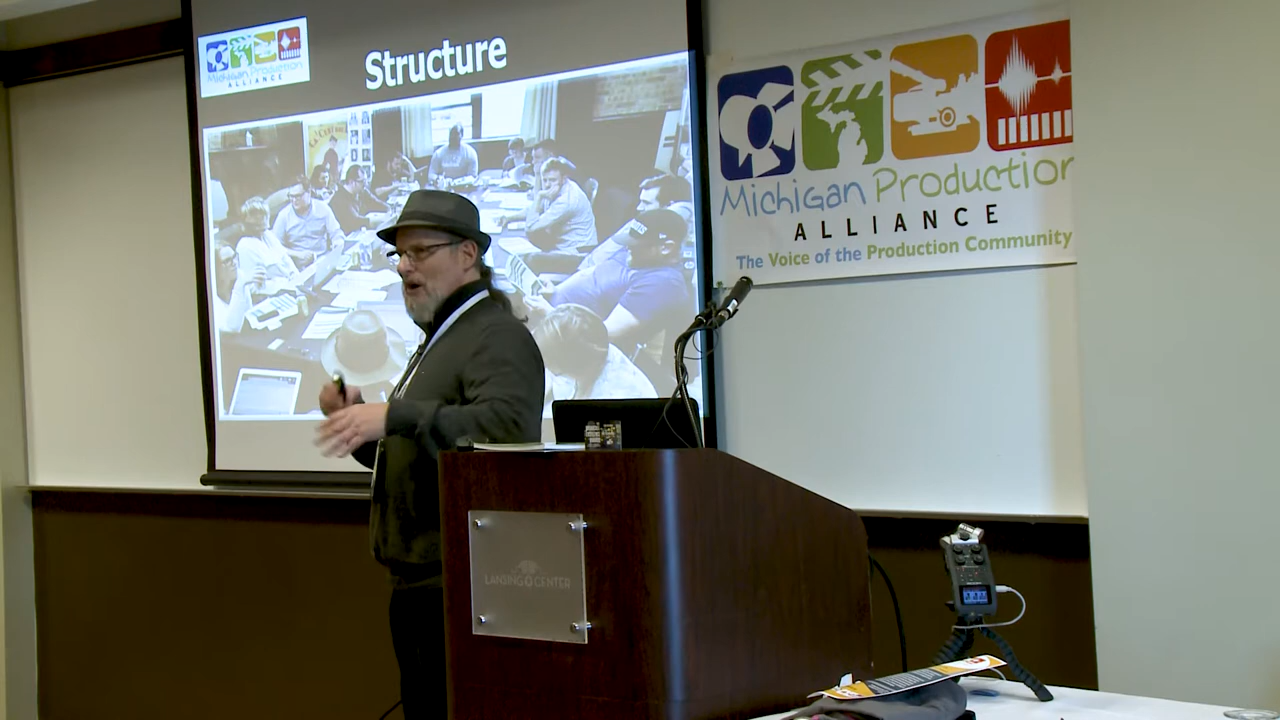 Michigan Production
ALLIANCE
Structure
Michigan Production
ALLIANCE
The Voice of the Production Community
LANSING CENTER